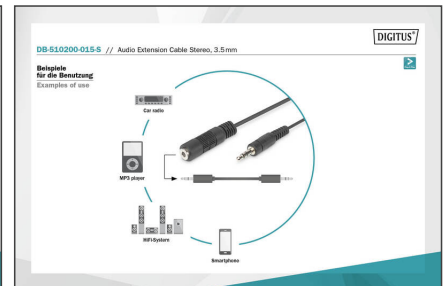 DIGITUS®
DB-510200-015-S // Audio Extension Cable Stereo, 3.5 mm
Beispiele
für die Benutzung
Examples of use
Car radio
MP3 player
HiFi-System
Smartphone